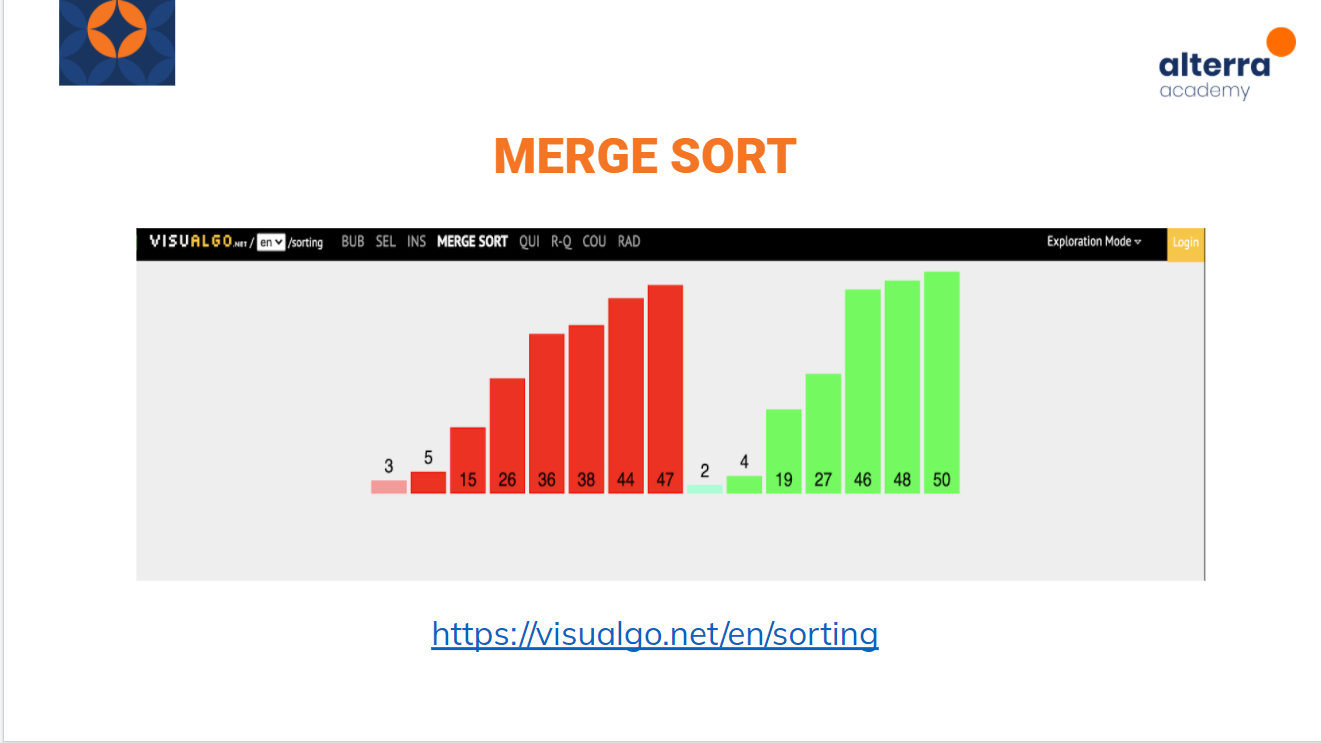 alterra
academy
MERGE SORT
VISUALGO.NET / en /sorting BUB SEL INS MERGE SORT QUI R-Q COU RAD Exploration Mode Login
3 5 15 26 36 38 44 47 2 4 19 27 46 48 50
https://visualgo.net/en/sorting